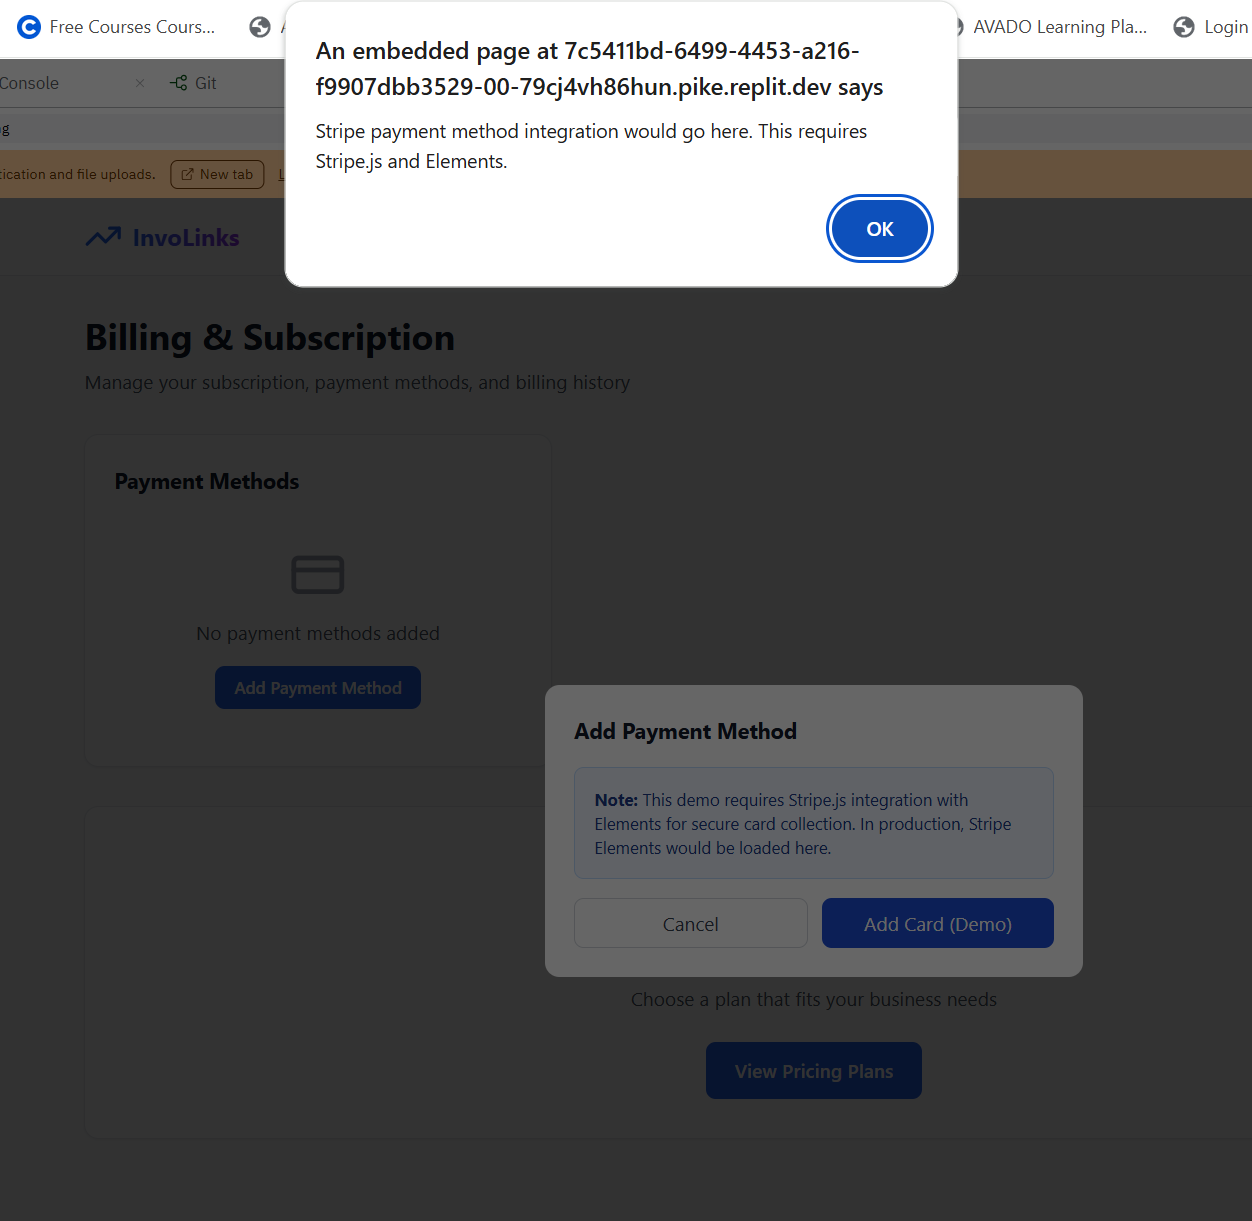 Free Courses Cours...
AVADO Learning Pla...
Login
An embedded page at 7c5411bd-6499-4453-a216-
f9907dbb3529-00-79cj4vh86hun.pike.replit.dev says
Stripe payment method integration would go here. This requires
Stripe.js and Elements.
OK
Console
Git
tication and file uploads.
New tab
InvoLinks
Billing & Subscription
Manage your subscription, payment methods, and billing history
Payment Methods
No payment methods added
Add Payment Method
Add Payment Method
Note: This demo requires Stripe.js integration with
Elements for secure card collection. In production, Stripe
Elements would be loaded here.
Cancel
Add Card (Demo)
Choose a plan that fits your business needs
View Pricing Plans